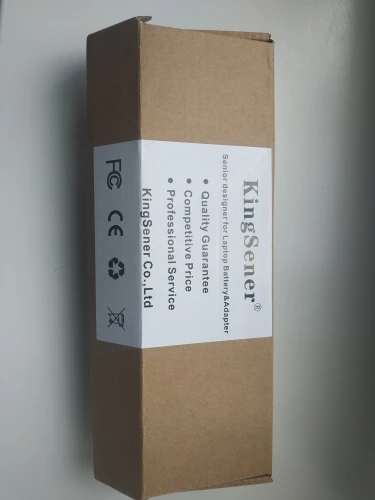 KingSener®
Senior designer for Laptop Battery&Adapter
● Quality Guarantee
● Competitive Price
● Professional Service
KingSener Co.,Ltd
FC CE